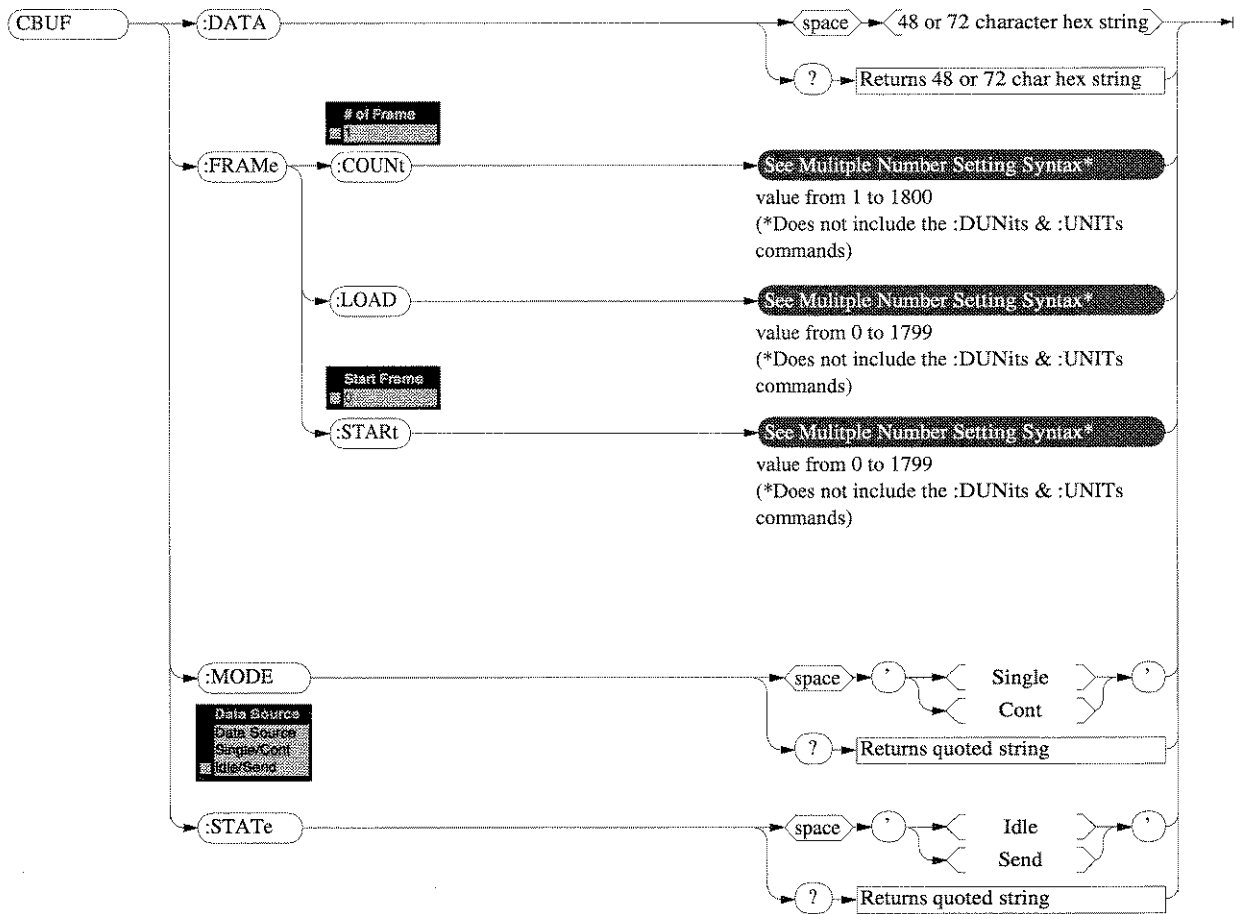 CBUF :DATA space 48 or 72 character hex string
? Returns 48 or 72 char hex string
# of Frame
1
:FRAMe :COUNt See Mulitple Number Setting Syntax*
value from 1 to 1800
(*Does not include the :DUNits & :UNITs
commands)
:LOAD See Mulitple Number Setting Syntax*
value from 0 to 1799
(*Does not include the :DUNits & :UNITs
commands)
Start Frame
0
:STARt See Mulitple Number Setting Syntax*
value from 0 to 1799
(*Does not include the :DUNits & :UNITs
commands)
:MODE space ' Single '
Cont
Data Source
Data Source
Single/Cont
Idle/Send
? Returns quoted string
:STATe space ' Idle '
Send
? Returns quoted string